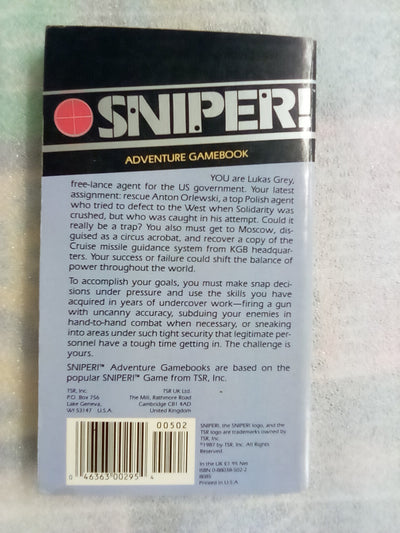 SNIPER!
ADVENTURE GAMEBOOK
YOU are Lukas Grey,
free-lance agent for the US government. Your latest
assignment: rescue Anton Orlewski, a top Polish agent
who tried to defect to the West when Solidarity was
crushed, but who was caught in his attempt. Could it
really be a trap? You also must get to Moscow, dis-
guised as a circus acrobat, and recover a copy of the
Cruise missile guidance system from KGB headquar-
ters. Your success or failure could shift the balance of
power throughout the world.
To accomplish your goals, you must make snap deci-
sions under pressure and use the skills you have
acquired in years of undercover work—firing a gun
with uncanny accuracy, subduing your enemies in
hand-to-hand combat when necessary, or sneaking
into areas under such tight security that legitimate per-
sonnel have a tough time getting in. The challenge is
yours.
SNIPER!™ Adventure Gamebooks are based on the
popular SNIPER!™ Game from TSR, Inc.
TSR, Inc.
P.O. Box 756
Lake Geneva,
WI 53147 U.S.A.
TSR UK Ltd.
The Mill, Rathmore Road
Cambridge CB1 4AD
United Kingdom
00502
0 46363 00295 4
SNIPER!, the SNIPER! logo, and the
TSR logo are trademarks owned by
TSR, Inc.
©1987 by TSR, Inc. All Rights
Reserved.
In the UK £1.95 Net
ISBN 0-88038-502-2
Printed in U.S.A.